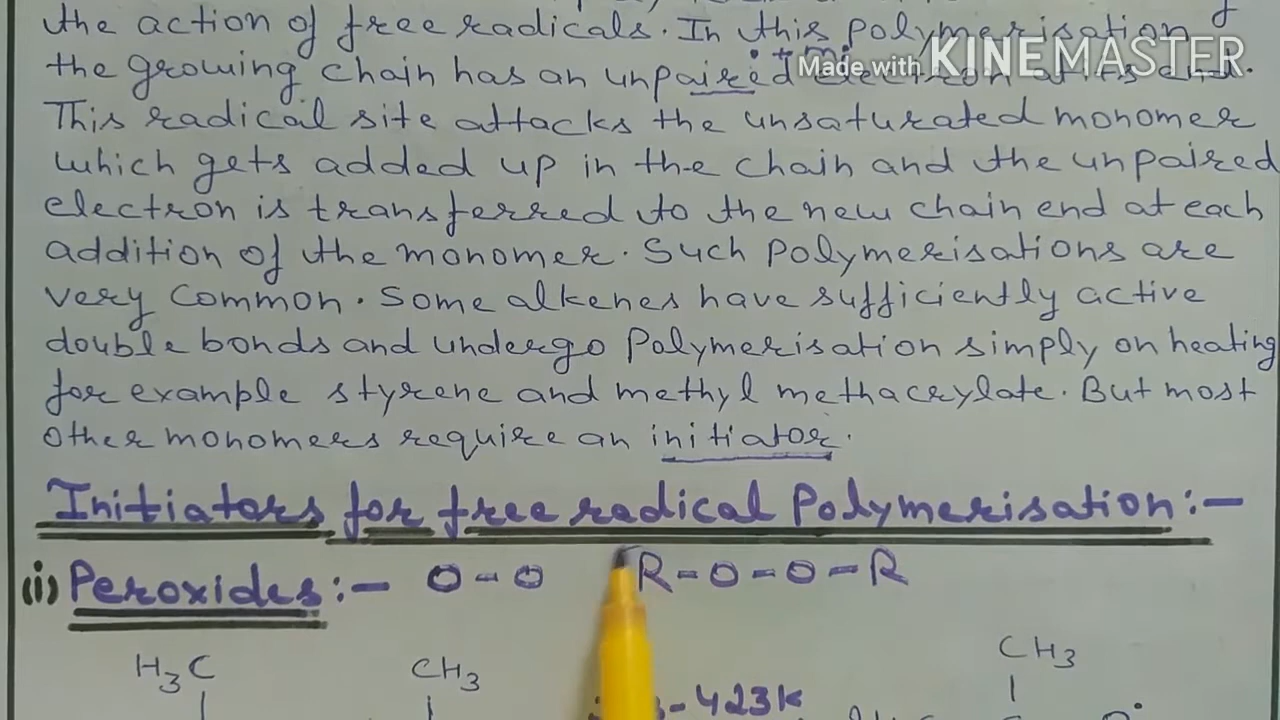 the action of free radicals. In this polymerisation
the growing chain has an unpaired electron at its end.
Made with KINEMASTER
This radical site attacks the unsaturated monomer
which gets added up in the chain and the unpaired
electron is transferred to the new chain end at each
addition of the monomer. Such polymerisations are
very common. Some alkenes have sufficiently active
double bonds and undergo polymerisation simply on heating
for example styrene and methyl methacrylate. But most
other monomers require an initiator.
Initiators for free radical Polymerisation:-
(i) Peroxides:- O-O R-O-O-R
H3C CH3 CH3
-423K